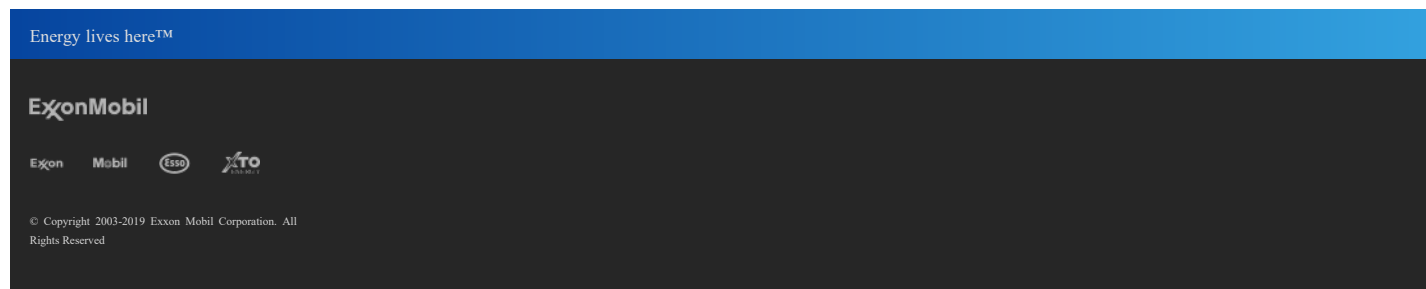 Energy lives here™
ExxonMobil
Exxon Mobil Esso XTO
© Copyright 2003-2019 Exxon Mobil Corporation. All
Rights Reserved